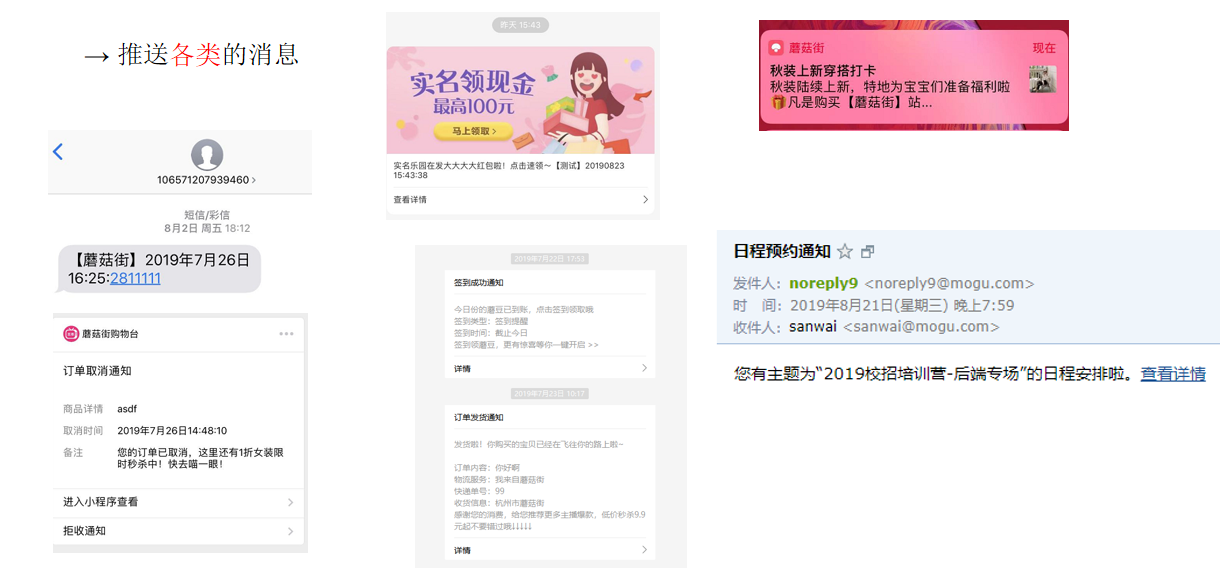 → 推送各类的消息
106571207939460
短信/彩信
8月2日 周五 18:12
【蘑菇街】2019年7月26日
16:25:2811111
蘑菇街购物台
订单取消通知
商品详情 asdf
取消时间 2019年7月26日14:48:10
备注 您的订单已取消，这里还有1折女装限
时秒杀中！快去喵一眼！
进入小程序查看
拒收通知
昨天 15:43
实名领现金
最高100元
马上领取
实名乐园在发大大大大红包啦！点击速领～【测试】20190823
15:43:38
查看详情
2019年7月22日 17:53
签到成功通知
今日份的蘑豆已到账，点击签到领取哦
签到类型：签到提醒
签到时间：截止今日
签到领蘑豆，更有惊喜等你一键开启 >>
详情
2019年7月23日 10:17
订单发货通知
发货啦！你购买的宝贝已经在飞往你的路上啦~
订单内容：你好啊
物流服务：我来自蘑菇街
快递单号：99
收货信息：杭州市蘑菇街
感谢您的消费，给您推荐更多主播爆款，低价秒杀9.9
元起不要错过哦↓↓↓↓↓
详情
蘑菇街 现在
秋装上新穿搭打卡
秋装陆续上新，特地为宝宝们准备福利啦
🎁凡是购买【蘑菇街】站...
日程预约通知
发件人：noreply9 <noreply9@mogu.com>
时 间：2019年8月21日(星期三) 晚上7:59
收件人：sanwai <sanwai@mogu.com>
您有主题为“2019校招培训营-后端专场”的日程安排啦。查看详情